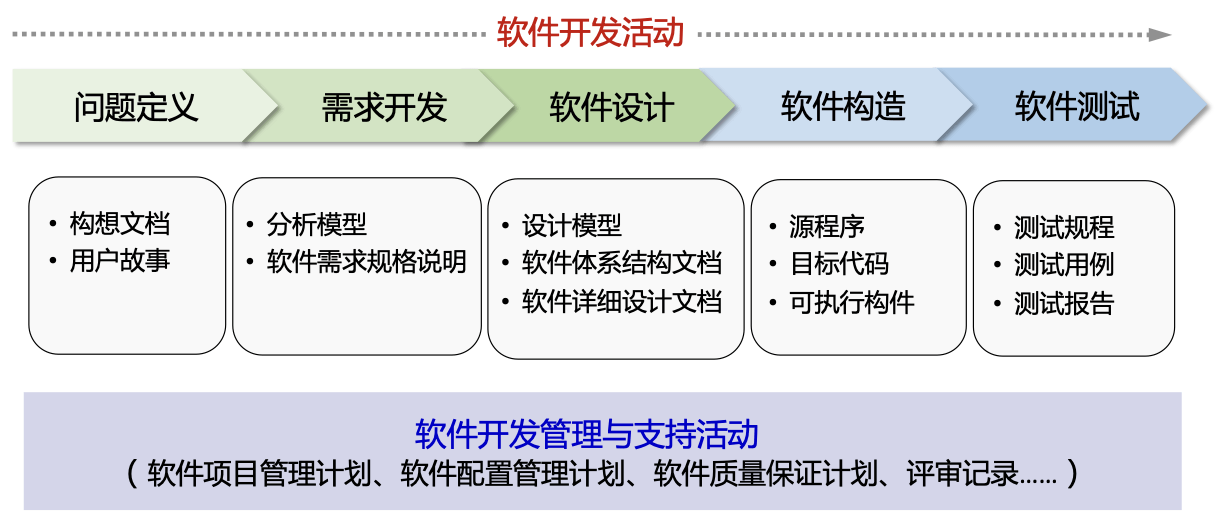 软件开发活动
问题定义
需求开发
软件设计
软件构造
软件测试
• 构想文档
• 用户故事
• 分析模型
• 软件需求规格说明
• 设计模型
• 软件体系结构文档
• 软件详细设计文档
• 源程序
• 目标代码
• 可执行构件
• 测试规程
• 测试用例
• 测试报告
软件开发管理与支持活动
（软件项目管理计划、软件配置管理计划、软件质量保证计划、评审记录……）